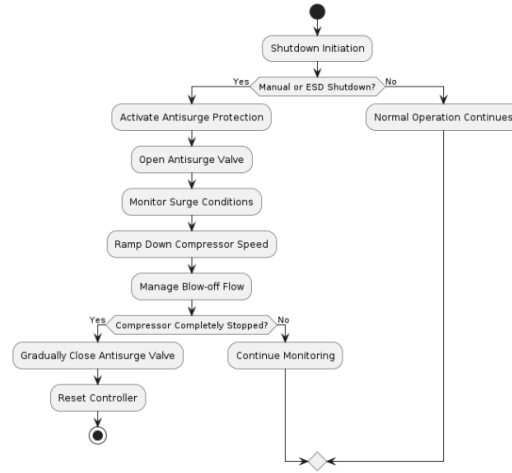 Shutdown Initiation
Yes
Manual or ESD Shutdown?
No
Activate Antisurge Protection
Normal Operation Continues
Open Antisurge Valve
Monitor Surge Conditions
Ramp Down Compressor Speed
Manage Blow-off Flow
Yes
Compressor Completely Stopped?
No
Gradually Close Antisurge Valve
Continue Monitoring
Reset Controller